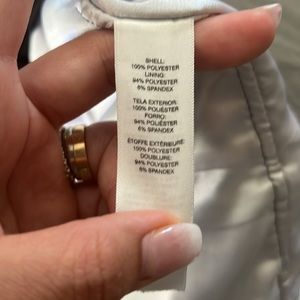 SHELL:
100% POLYESTER
LINING:
94% POLYESTER
6% SPANDEX
TELA EXTERIOR:
100% POLIÉSTER
FORRO:
94% POLIÉSTER
6% SPANDEX
ÉTOFFE EXTÉRIEURE:
100% POLYESTER
DOUBLURE:
94% POLYESTER
6% SPANDEX